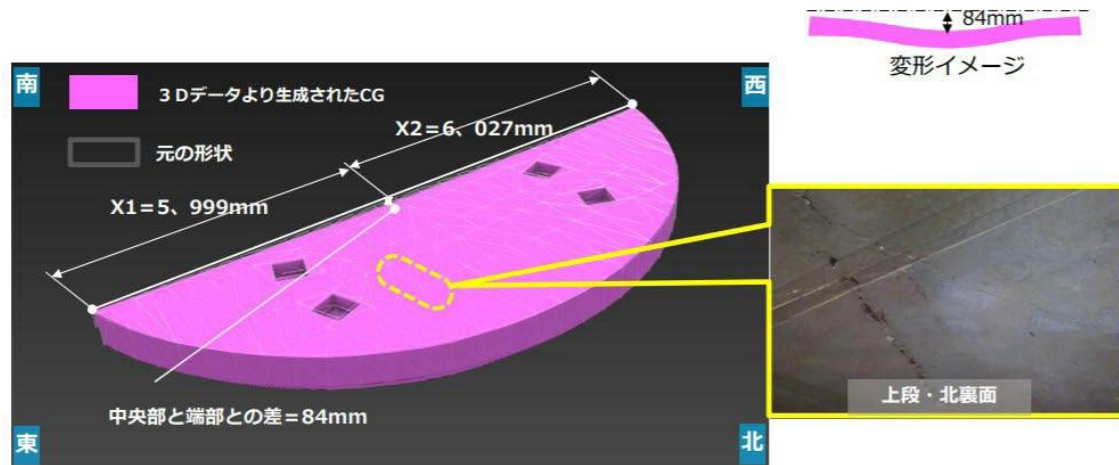 84mm
変形イメージ
南
西
３Dデータより生成されたCG
X2＝6、027mm
元の形状
X1＝5、999mm
中央部と端部との差＝84mm
上段・北裏面
東
北